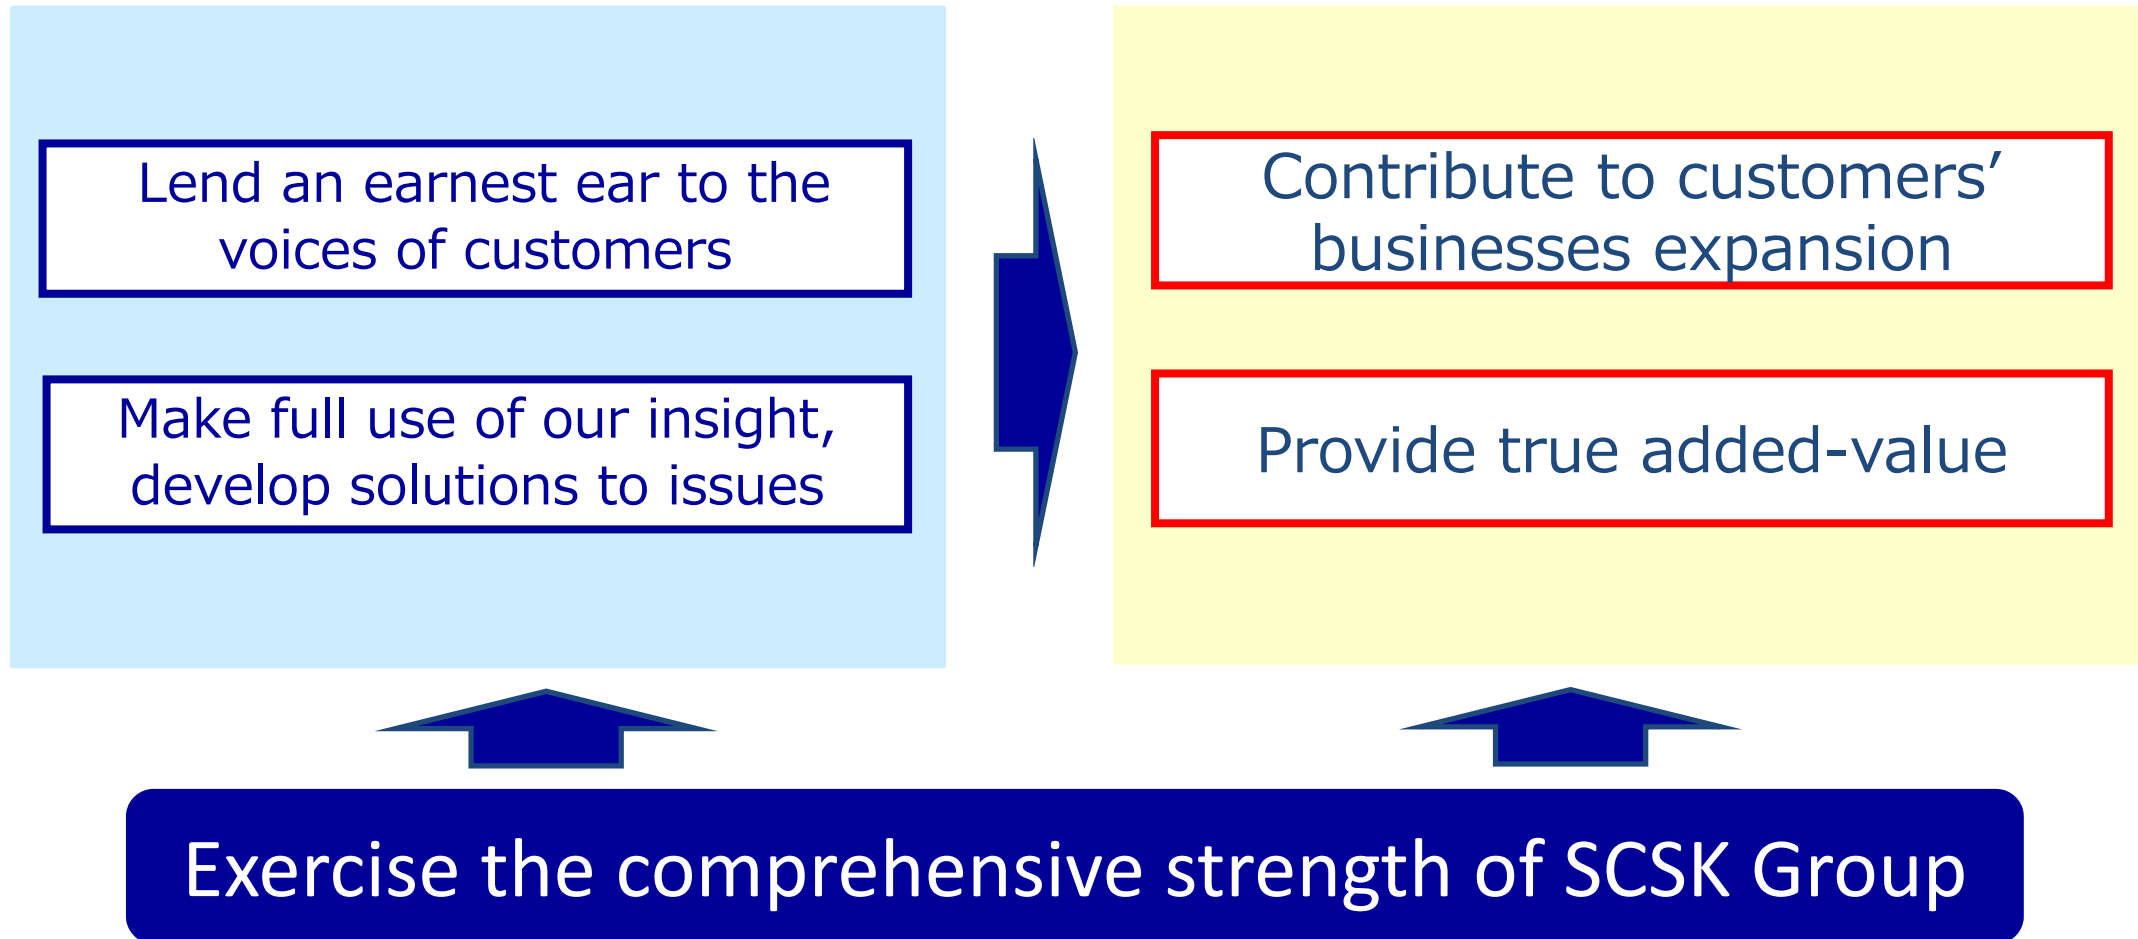 Lend an earnest ear to the
voices of customers
Make full use of our insight,
develop solutions to issues
Contribute to customers’
businesses expansion
Provide true added-value
Exercise the comprehensive strength of SCSK Group